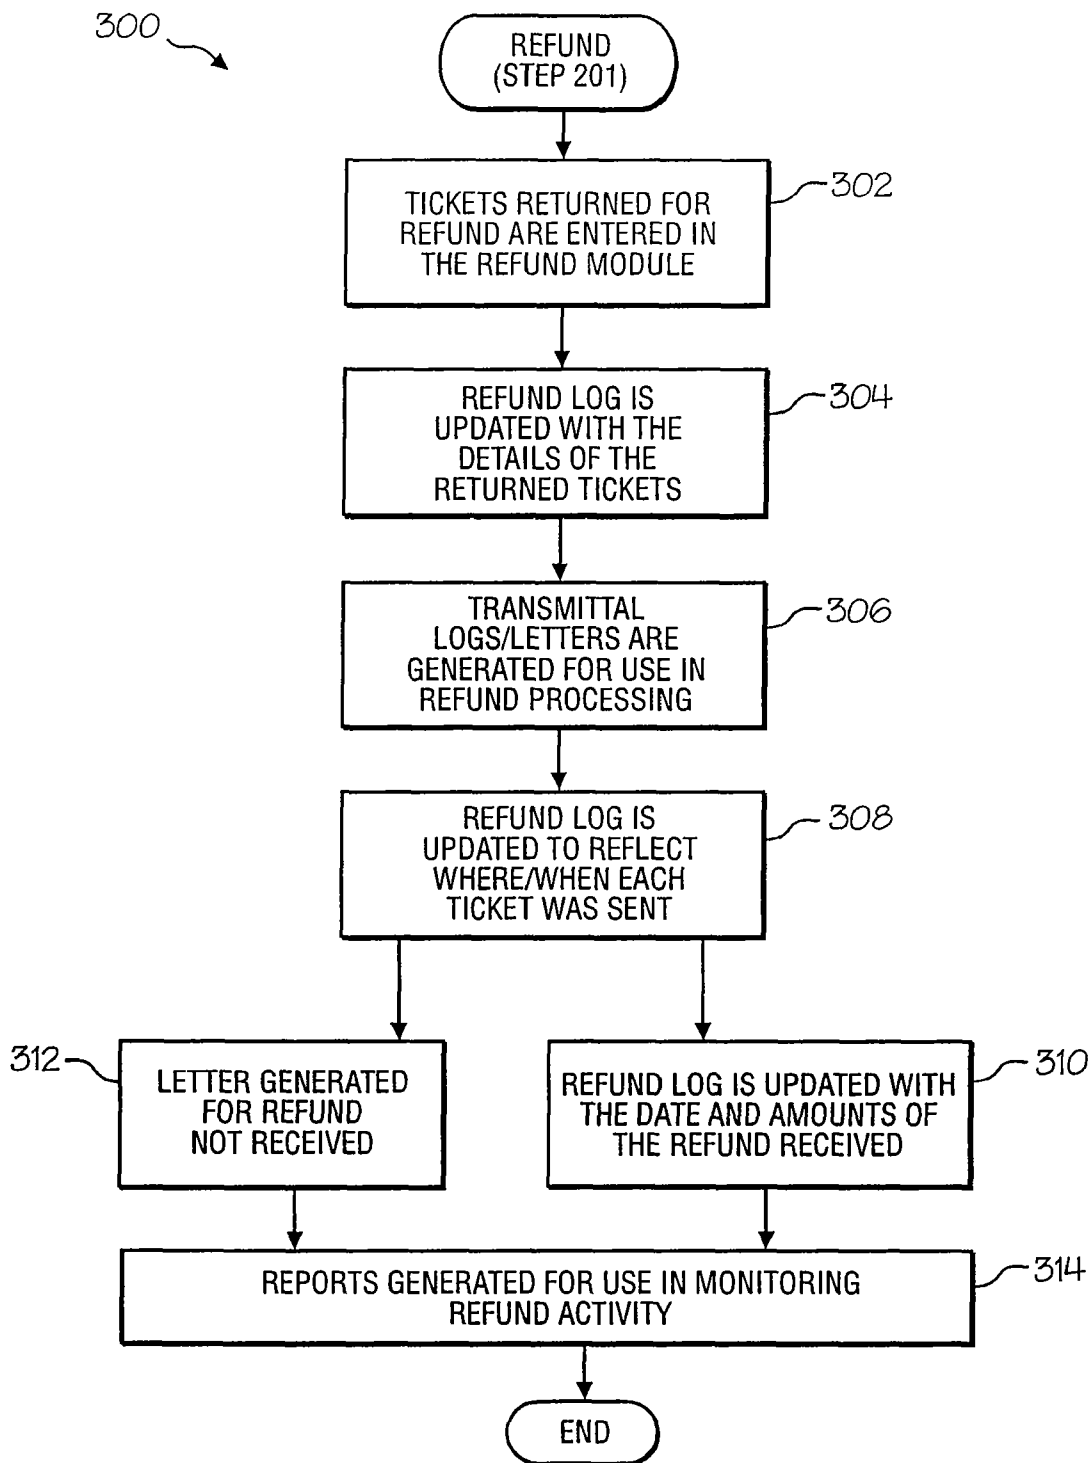 300
REFUND
(STEP 201)
302
TICKETS RETURNED FOR
REFUND ARE ENTERED IN
THE REFUND MODULE
304
REFUND LOG IS
UPDATED WITH THE
DETAILS OF THE
RETURNED TICKETS
306
TRANSMITTAL
LOGS/LETTERS ARE
GENERATED FOR USE IN
REFUND PROCESSING
308
REFUND LOG IS
UPDATED TO REFLECT
WHERE/WHEN EACH
TICKET WAS SENT
312
LETTER GENERATED
FOR REFUND
NOT RECEIVED
310
REFUND LOG IS UPDATED WITH
THE DATE AND AMOUNTS OF
THE REFUND RECEIVED
314
REPORTS GENERATED FOR USE IN MONITORING
REFUND ACTIVITY
END